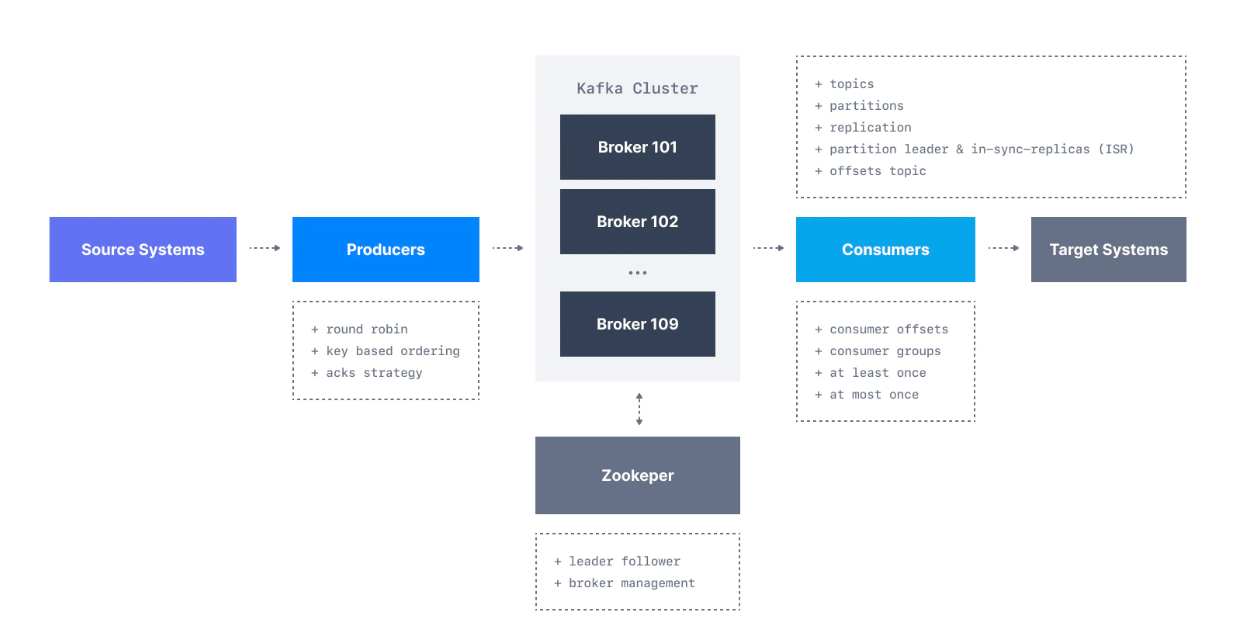 Kafka Cluster
Broker 101
Broker 102
...
Broker 109
+ topics
+ partitions
+ replication
+ partition leader & in-sync-replicas (ISR)
+ offsets topic
Source Systems
Producers
Consumers
Target Systems
+ round robin
+ key based ordering
+ acks strategy
+ consumer offsets
+ consumer groups
+ at least once
+ at most once
Zookeper
+ leader follower
+ broker management